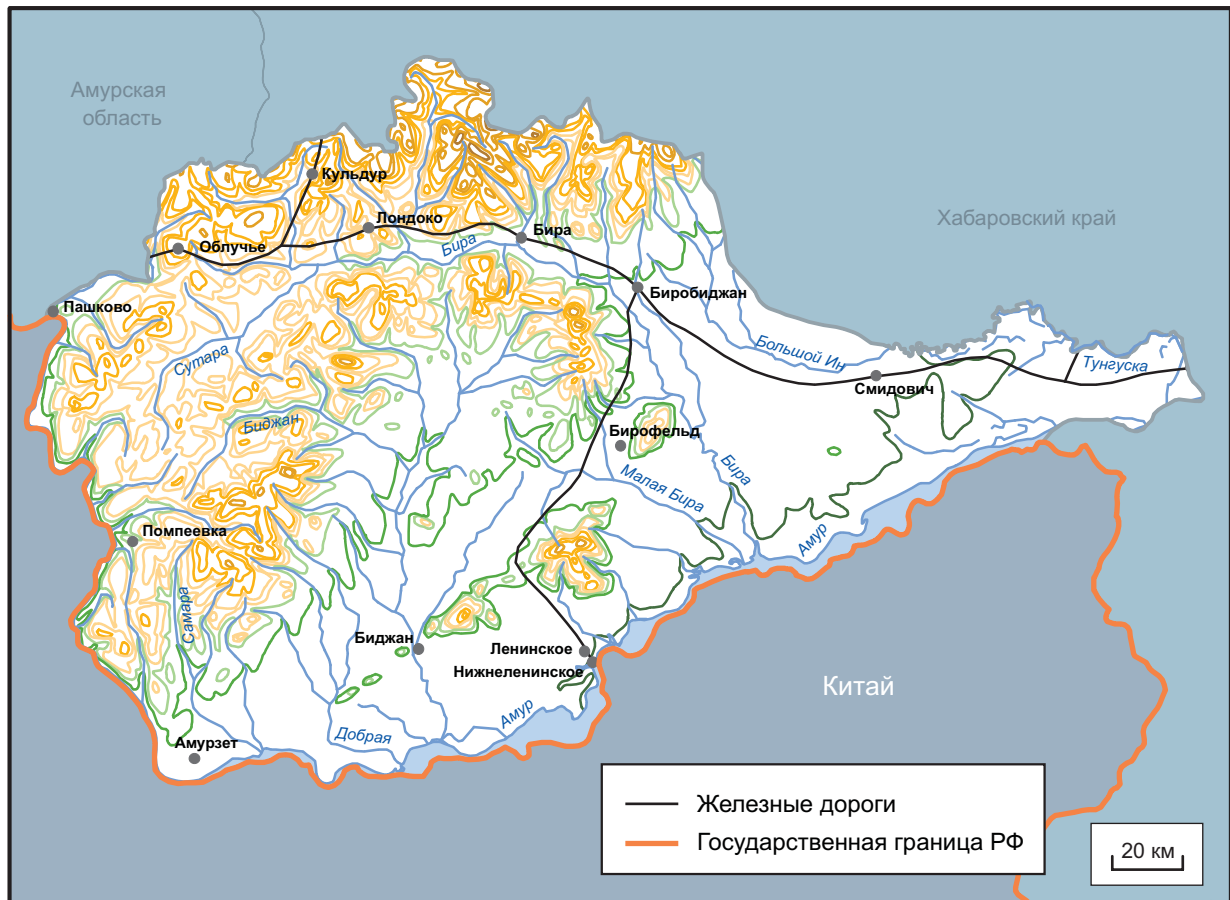 Амурская
область
Кульдур
Лондоко
Хабаровский край
Бира
Бира
Облучье
Биробиджан
Пашково
Большой Ин
Сутара
Тунгуска
Смидович
Биджан
Бирофельд
Бира
Малая Бира
Помпеевка
Амур
Самара
Биджан
Ленинское
Нижнеленинское
Китай
Амур
Добрая
Амурзет
Железные дороги
Государственная граница РФ
20 км